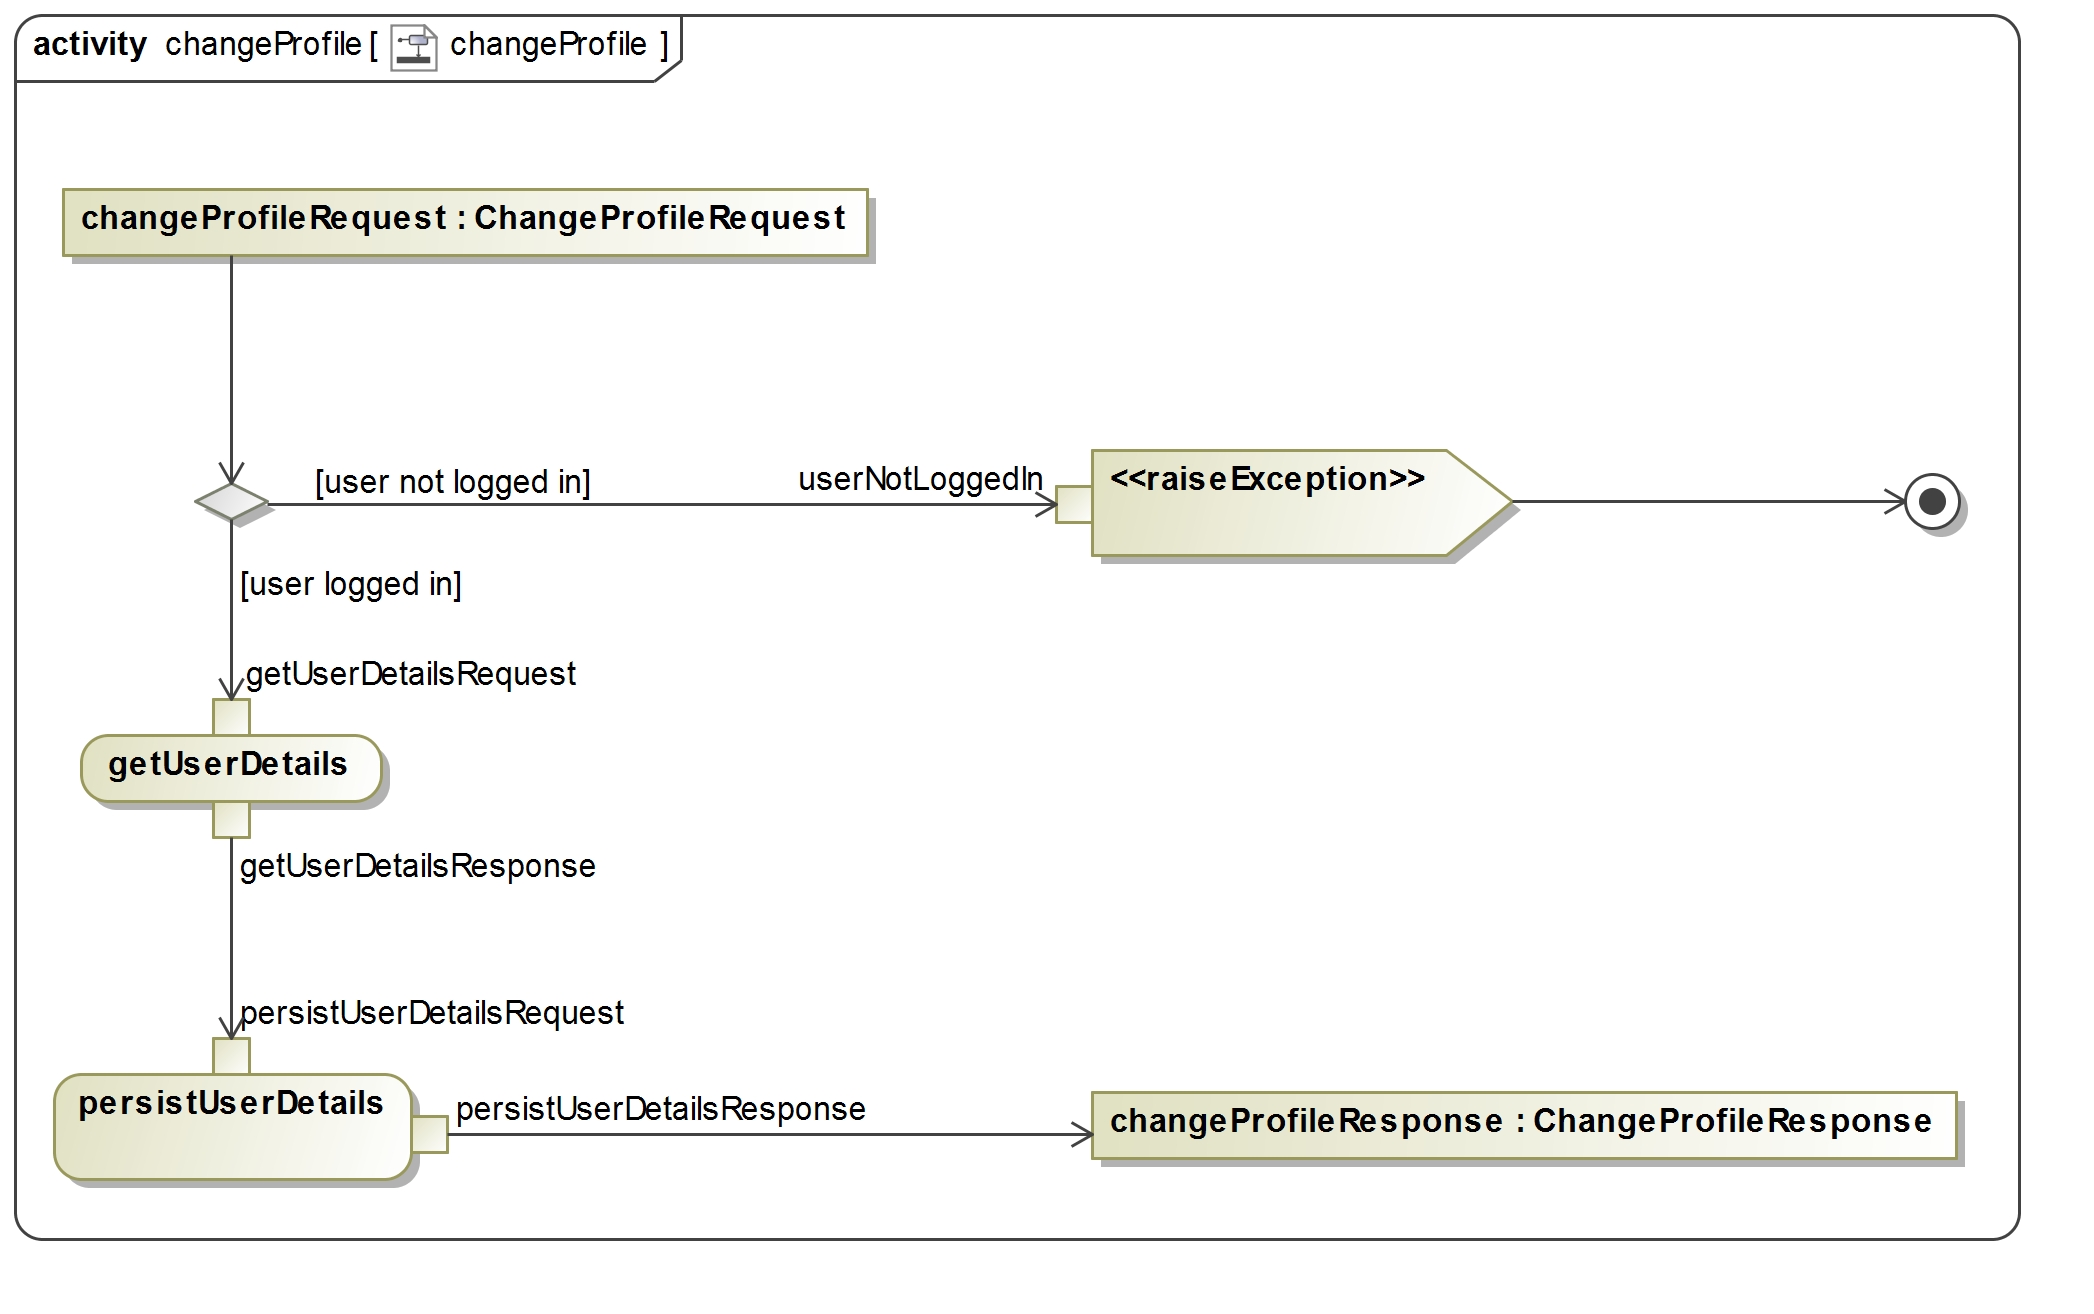 activity changeProfile [ changeProfile ]
changeProfileRequest : ChangeProfileRequest
[user not logged in]
userNotLoggedIn
<<raiseException>>
[user logged in]
getUserDetailsRequest
getUserDetails
getUserDetailsResponse
persistUserDetailsRequest
persistUserDetails
persistUserDetailsResponse
changeProfileResponse : ChangeProfileResponse